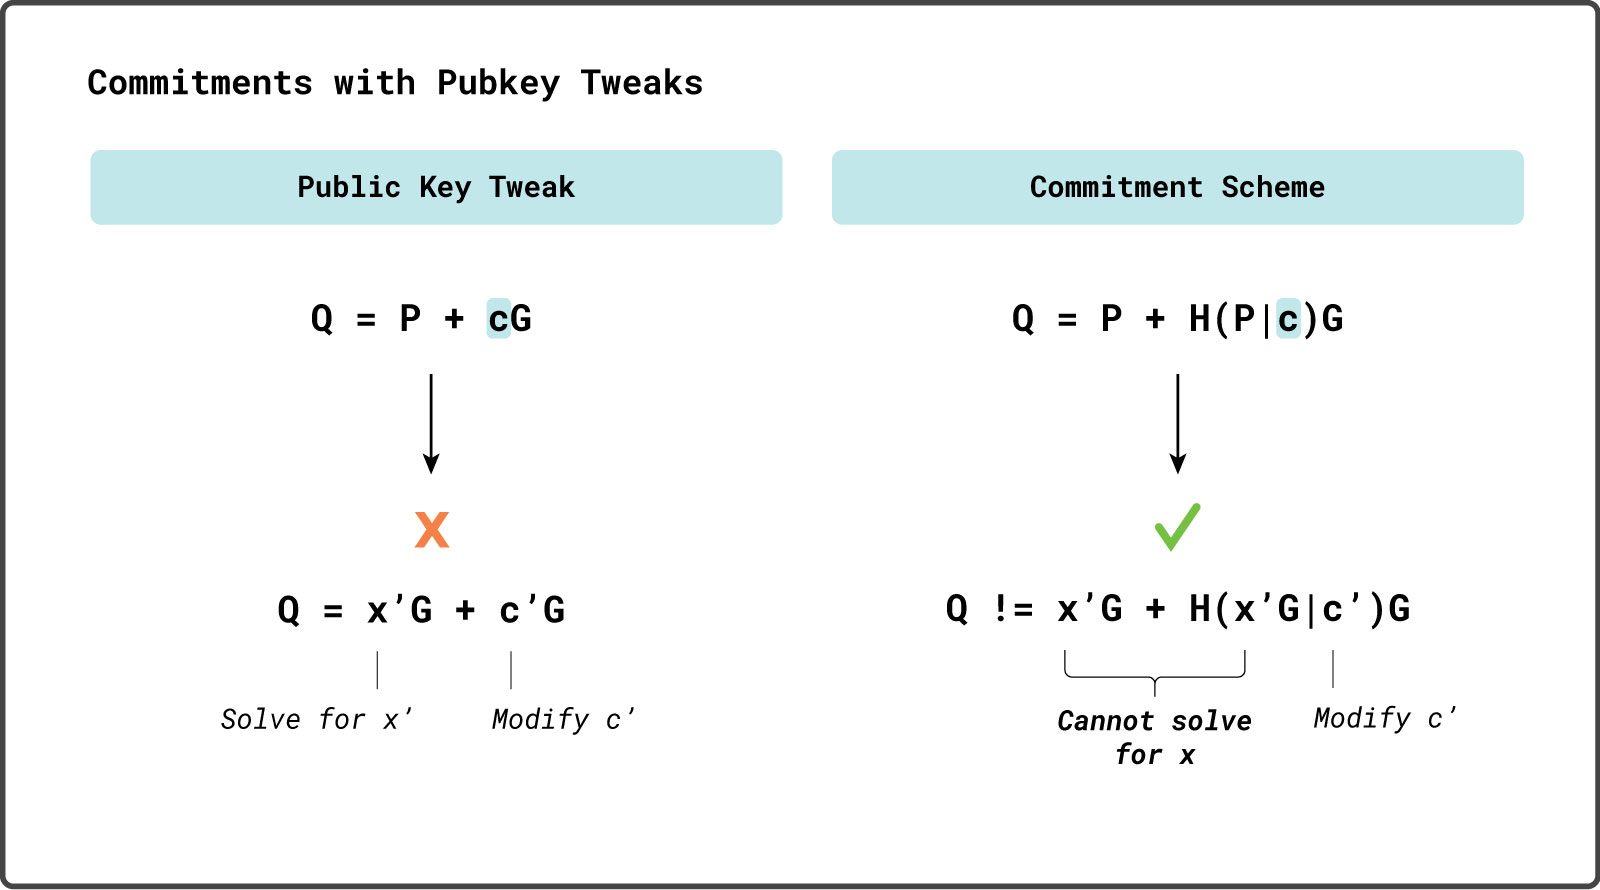 Commitments with Pubkey Tweaks
Public Key Tweak
Q = P + cG
X
Q = x’G + c’G
Solve for x’
Modify c’
Commitment Scheme
Q = P + H(P|c)G
Q != x’G + H(x’G|c’)G
Cannot solve
for x
Modify c’